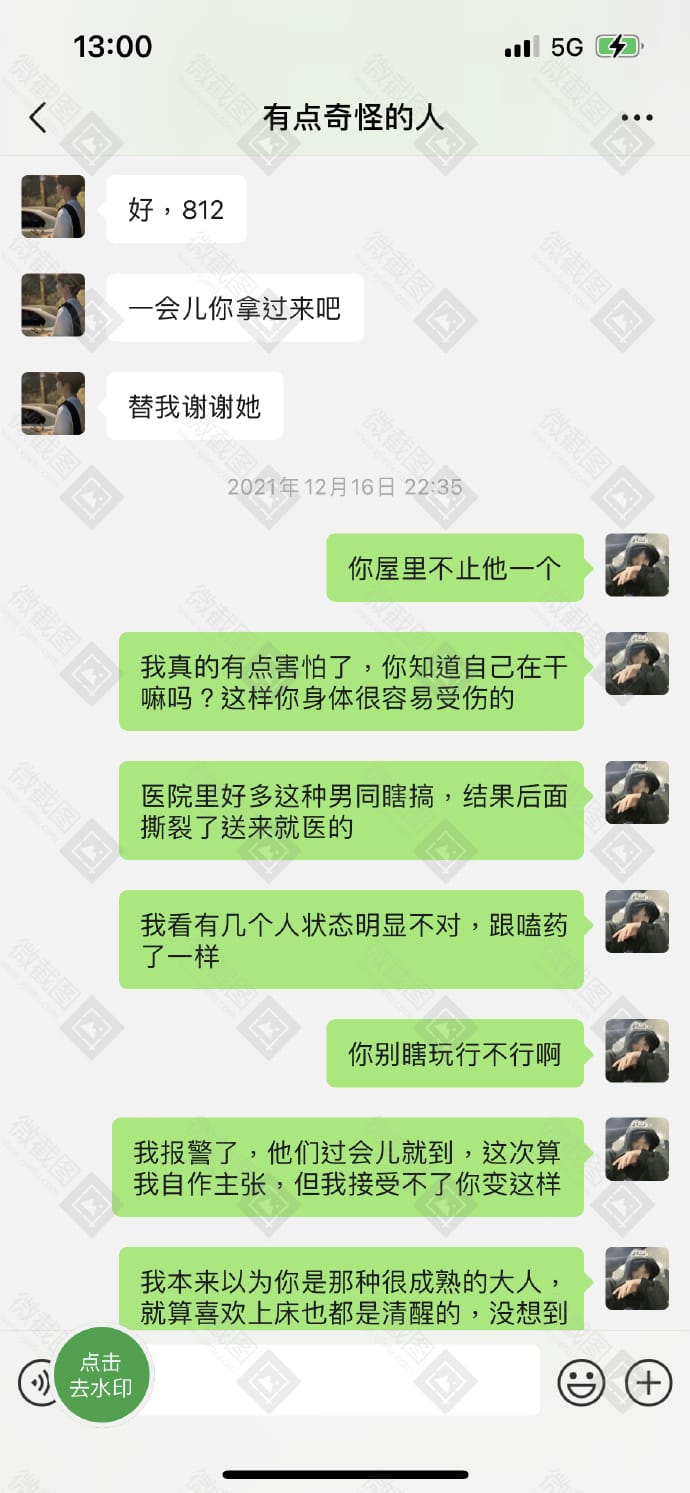 13:00
5G
有点奇怪的人
好，812
一会儿你拿过来吧
替我谢谢她
2021年12月16日 22:35
你屋里不止他一个
我真的有点害怕了，你知道自己在干
嘛吗？这样你身体很容易受伤的
医院里好多这种男同瞎搞，结果后面
撕裂了送来就医的
我看有几个人状态明显不对，跟嗑药
了一样
你别瞎玩行不行啊
我报警了，他们过会儿就到，这次算
我自作主张，但我接受不了你变这样
我本来以为你是那种很成熟的大人，
就算喜欢上床也都是清醒的，没想到
点击
去水印
微截图